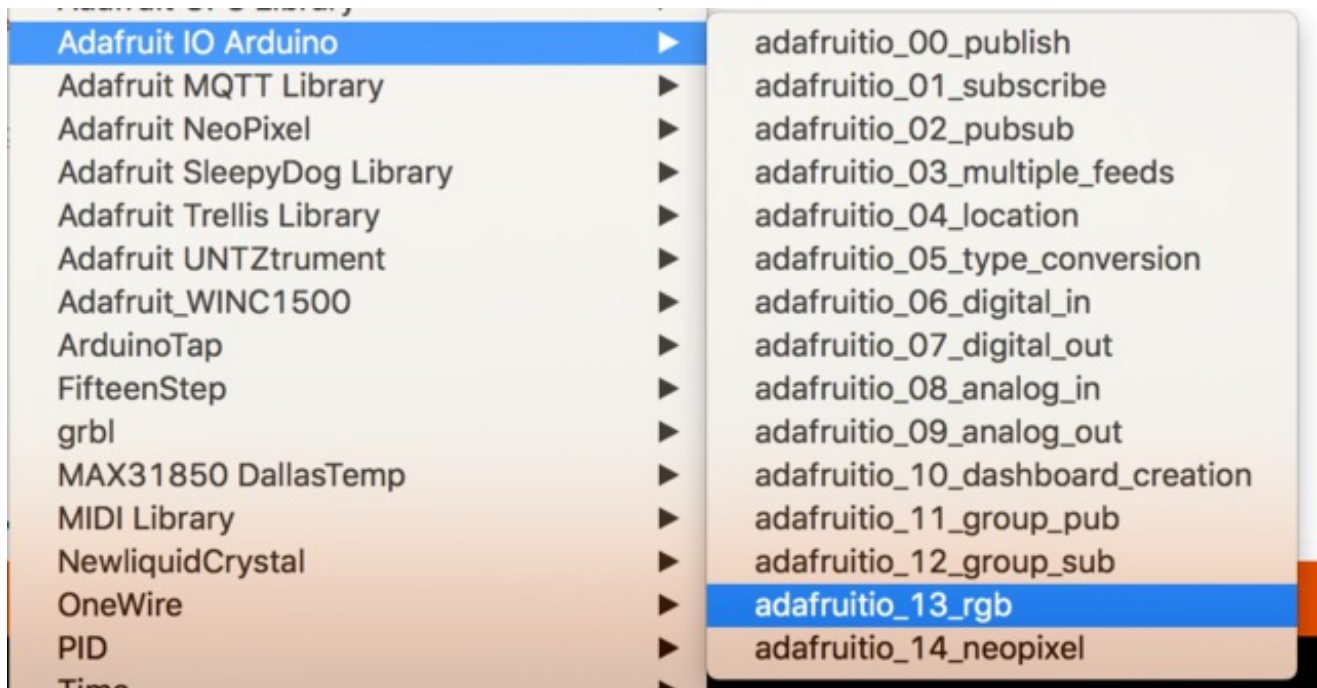 Adafruit IO Arduino
Adafruit MQTT Library
Adafruit NeoPixel
Adafruit SleepyDog Library
Adafruit Trellis Library
Adafruit UNTZtrument
Adafruit_WINC1500
ArduinoTap
FifteenStep
grbl
MAX31850 DallasTemp
MIDI Library
NewliquidCrystal
OneWire
PID
adafruitio_00_publish
adafruitio_01_subscribe
adafruitio_02_pubsub
adafruitio_03_multiple_feeds
adafruitio_04_location
adafruitio_05_type_conversion
adafruitio_06_digital_in
adafruitio_07_digital_out
adafruitio_08_analog_in
adafruitio_09_analog_out
adafruitio_10_dashboard_creation
adafruitio_11_group_pub
adafruitio_12_group_sub
adafruitio_13_rgb
adafruitio_14_neopixel